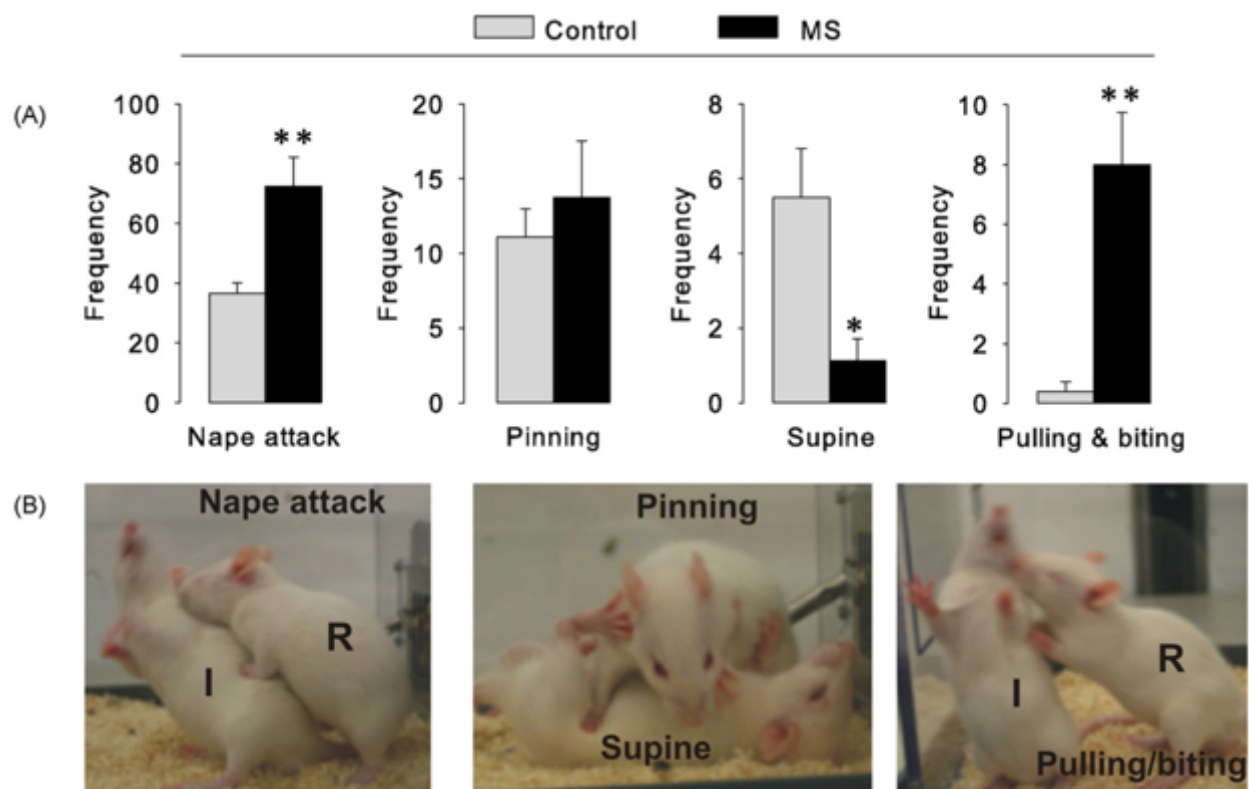 Control MS
(A)
100 20 8 10
** **
80 8
15 6
60 6
Frequency Frequency Frequency Frequency
10 4
40 4
5 2
20 * 2
0 0 0 0
Nape attack Pinning Supine Pulling & biting
(B)
Nape attack Pinning
R R
I I
Supine Pulling/biting